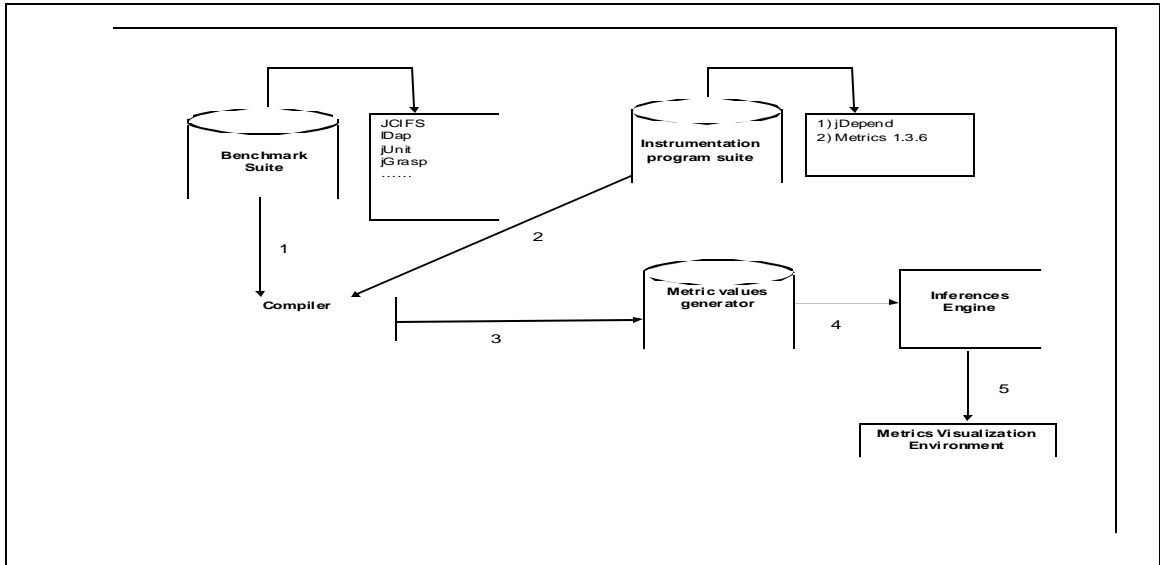 JCIFS
lDap
jUnit
jGrasp
......
Benchmark
Suite
Instrumentation
program suite
1) jDepend
2) Metrics 1.3.6
1
2
Compiler
3
Metric values
generator
4
Inferences
Engine
5
Metrics Visualization
Environment